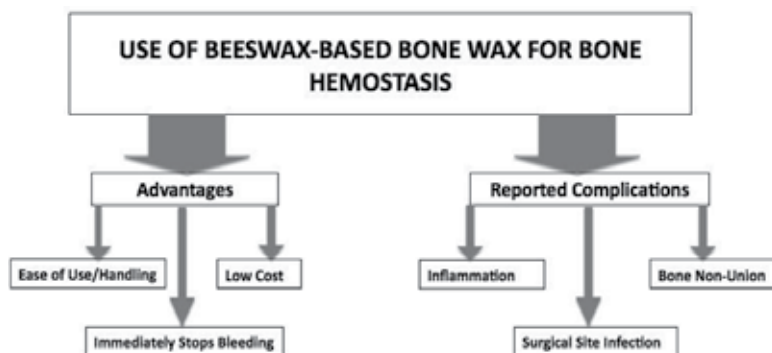 USE OF BEESWAX-BASED BONE WAX FOR BONE
HEMOSTASIS
Advantages
Reported Complications
Ease of Use/Handling
Low Cost
Inflammation
Bone Non-Union
Immediately Stops Bleeding
Surgical Site Infection